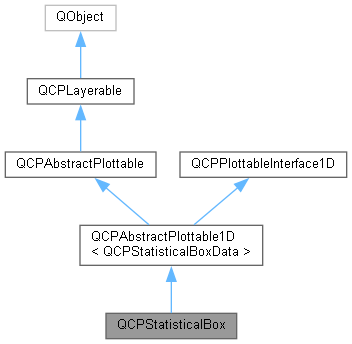 QObject
QCPLayerable
QCPAbstractPlottable
QCPPlottableInterface1D
QCPAbstractPlottable1D
< QCPStatisticalBoxData >
QCPStatisticalBox